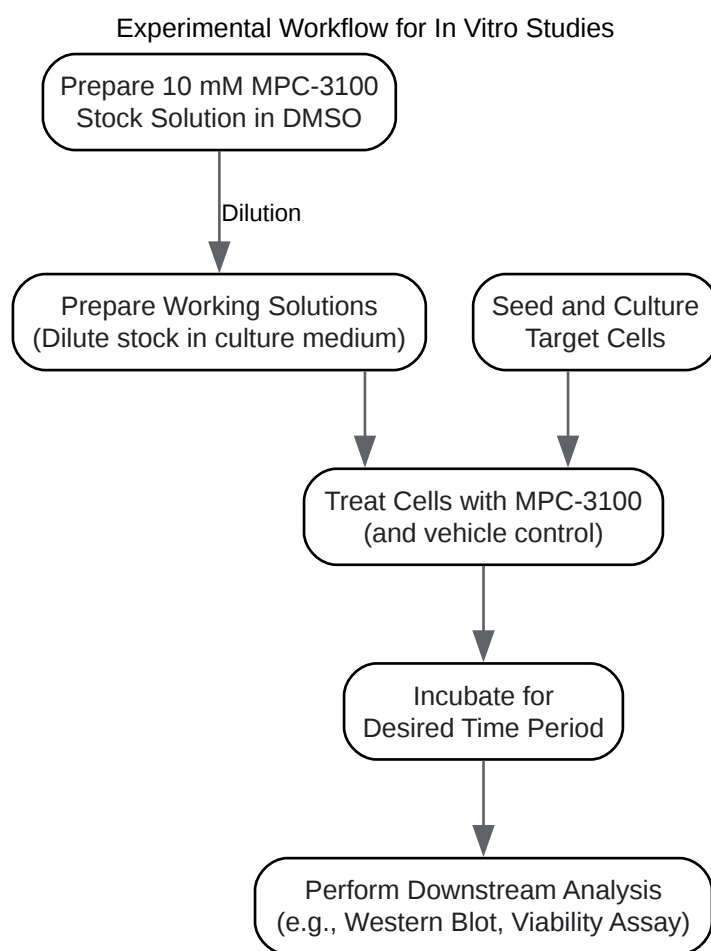 Experimental Workflow for In Vitro Studies
Prepare 10 mM MPC-3100
Stock Solution in DMSO
Dilution
Prepare Working Solutions
(Dilute stock in culture medium)
Seed and Culture
Target Cells
Treat Cells with MPC-3100
(and vehicle control)
Incubate for
Desired Time Period
Perform Downstream Analysis
(e.g., Western Blot, Viability Assay)